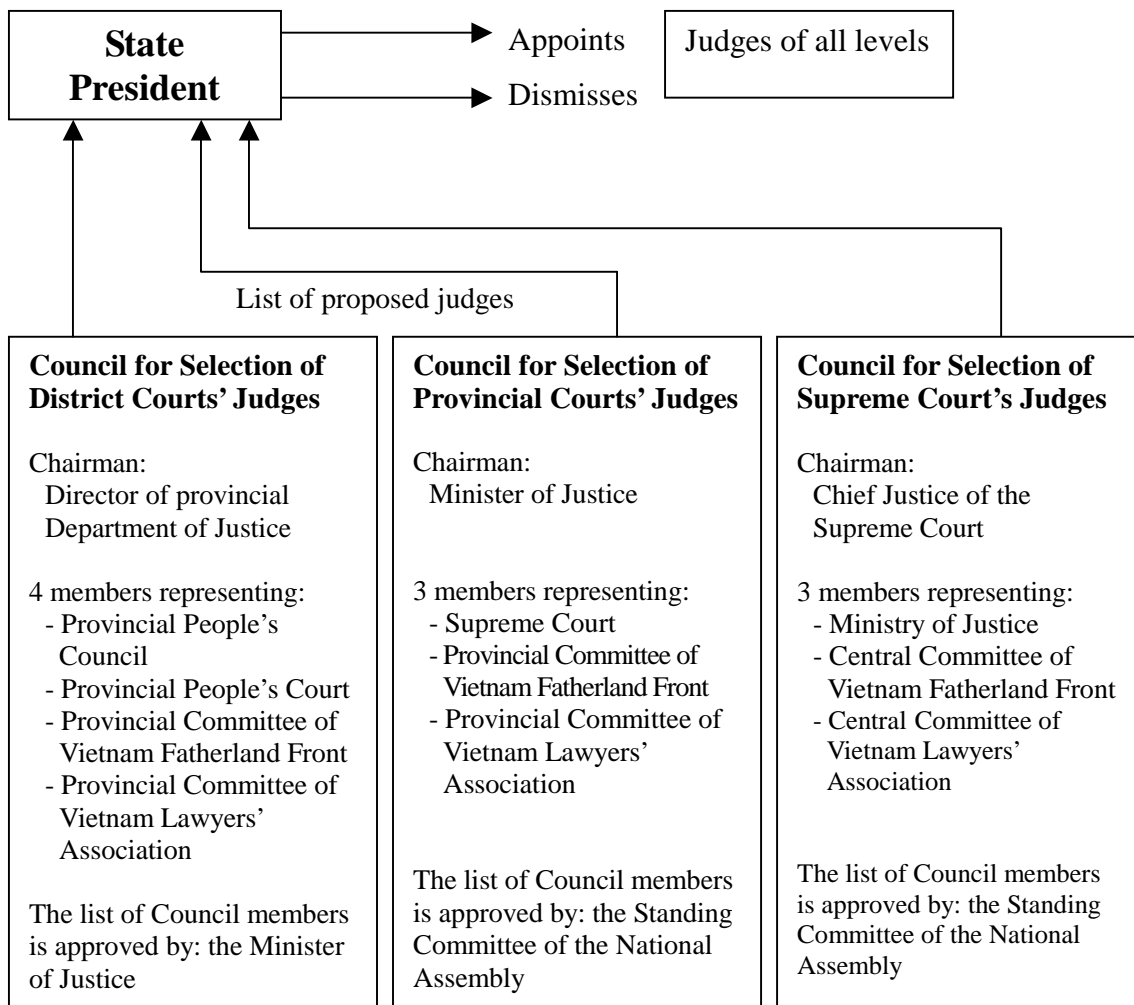 State
President
Appoints
Dismisses
Judges of all levels
List of proposed judges
Council for Selection of
District Courts’ Judges
Chairman:
Director of provincial
Department of Justice
4 members representing:
- Provincial People’s
Council
- Provincial People’s Court
- Provincial Committee of
Vietnam Fatherland Front
- Provincial Committee of
Vietnam Lawyers’
Association
The list of Council members
is approved by: the Minister
of Justice
Council for Selection of
Provincial Courts’ Judges
Chairman:
Minister of Justice
3 members representing:
- Supreme Court
- Provincial Committee of
Vietnam Fatherland Front
- Provincial Committee of
Vietnam Lawyers’
Association
The list of Council members
is approved by: the Standing
Committee of the National
Assembly
Council for Selection of
Supreme Court’s Judges
Chairman:
Chief Justice of the
Supreme Court
3 members representing:
- Ministry of Justice
- Central Committee of
Vietnam Fatherland Front
- Central Committee of
Vietnam Lawyers’
Association
The list of Council members
is approved by: the Standing
Committee of the National
Assembly